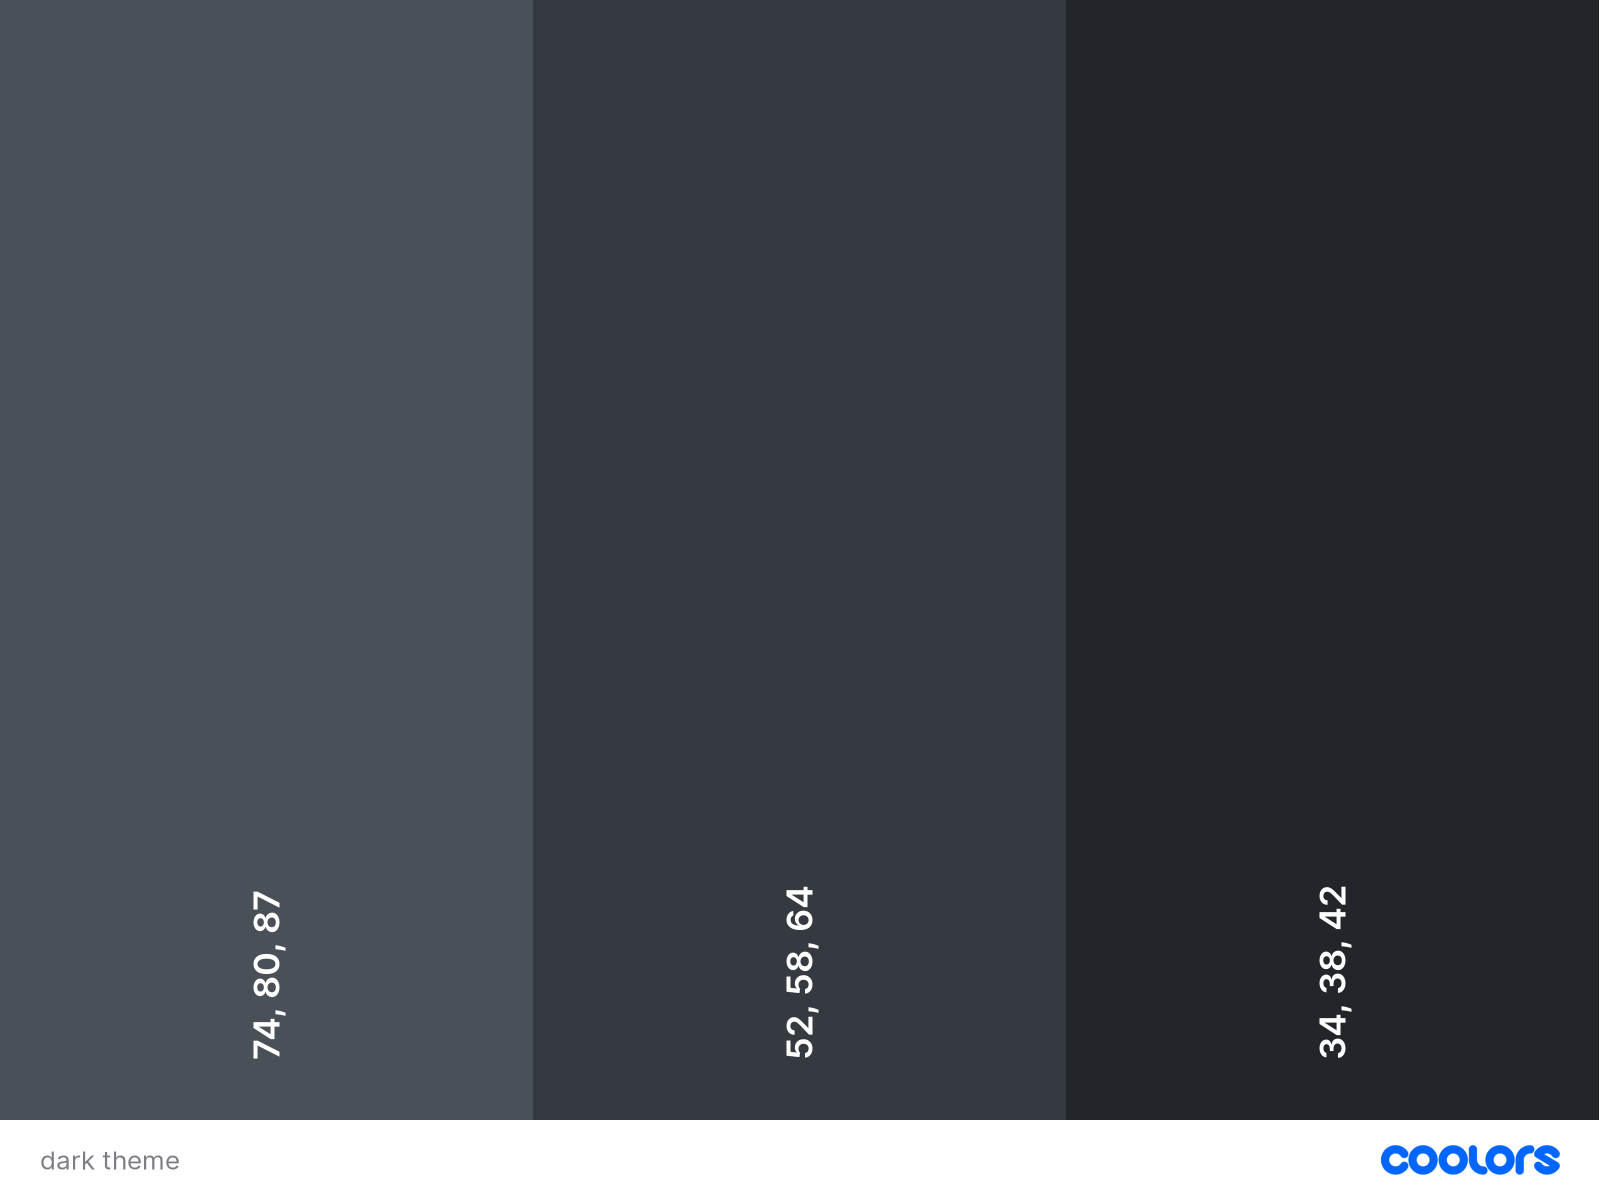 74, 80, 87
52, 58, 64
34, 38, 42
dark theme
coolors